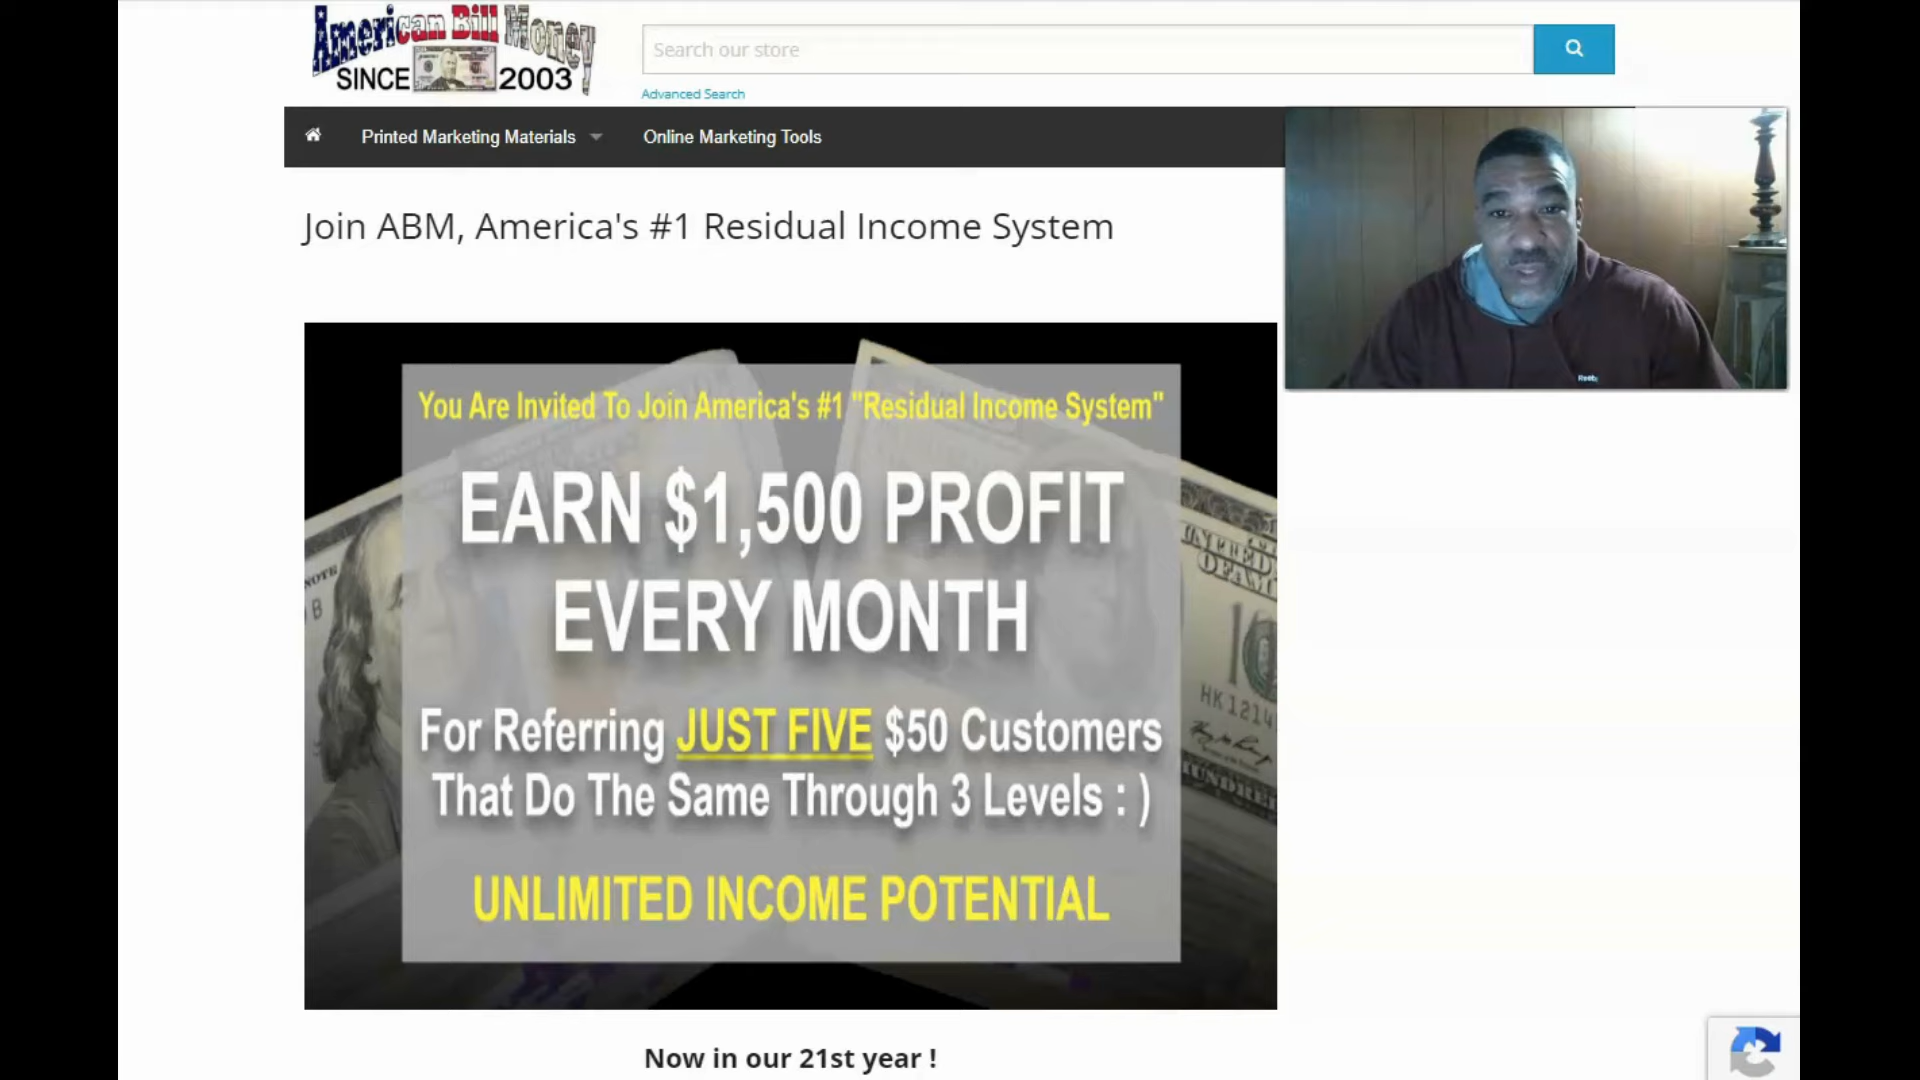 American Bill Money
SINCE 2003
Search our store
Advanced Search
Printed Marketing Materials
Online Marketing Tools
Join ABM, America's #1 Residual Income System
You Are Invited To Join America's #1 "Residual Income System"
EARN $1,500 PROFIT
EVERY MONTH
For Referring JUST FIVE $50 Customers
That Do The Same Through 3 Levels : )
UNLIMITED INCOME POTENTIAL
NOTE
B
HK 1214
Now in our 21st year !